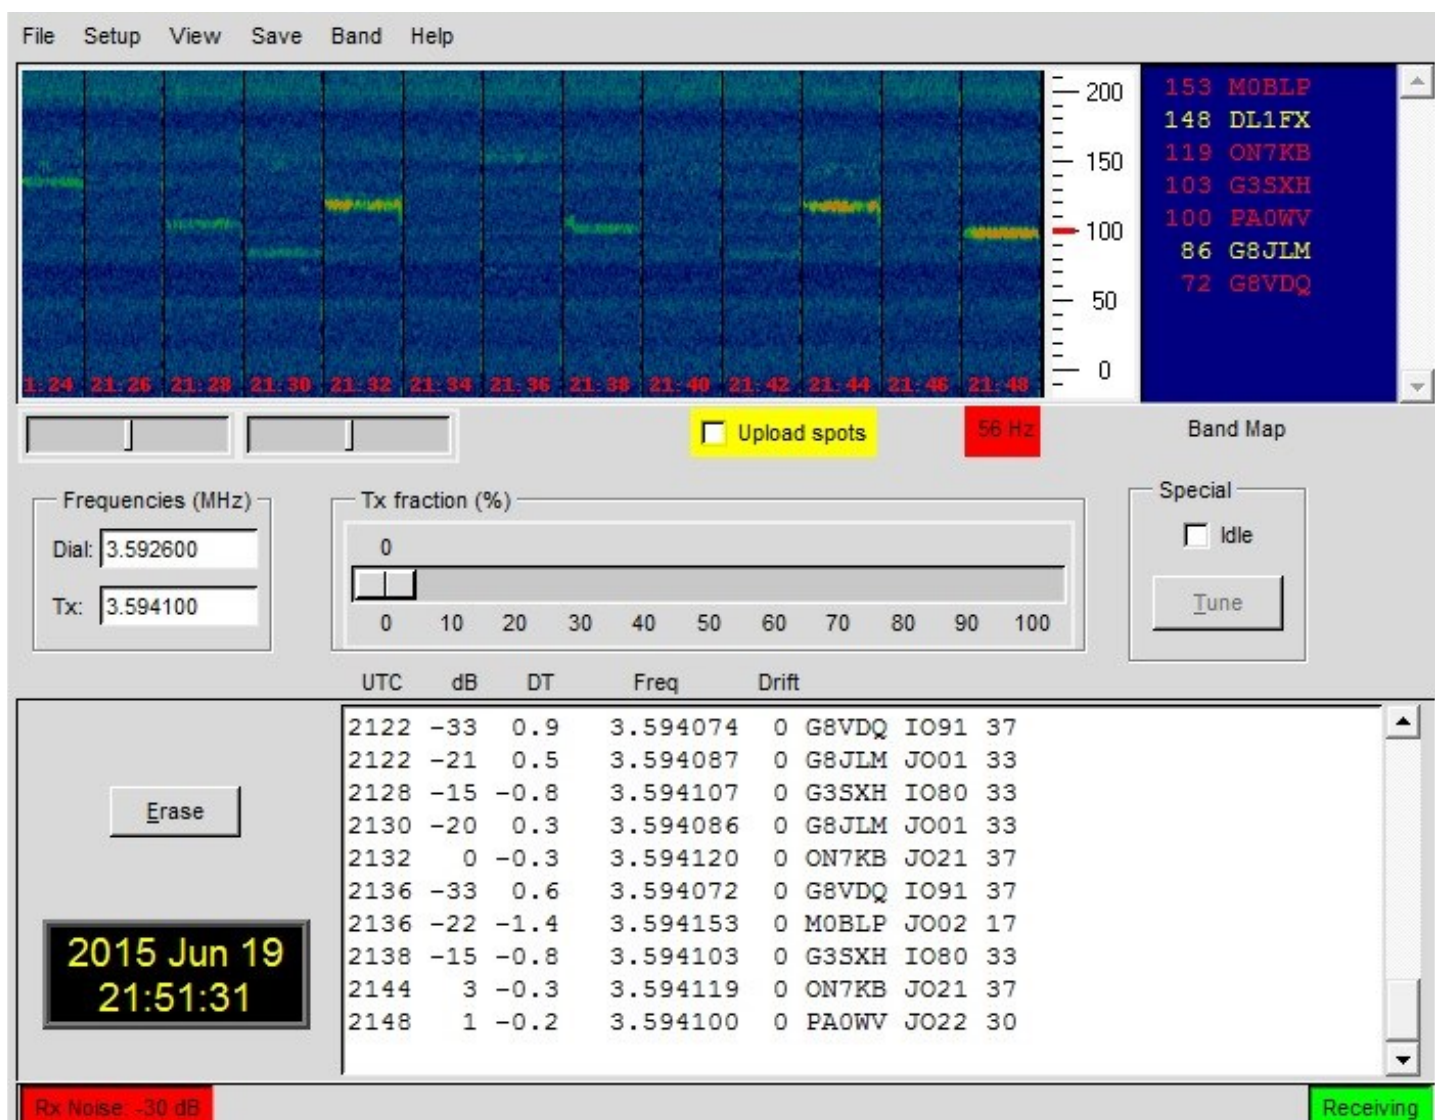 File Setup View Save Band Help
200
150
100
50
0
1:24 21:26 21:28 21:30 21:32 21:34 21:36 21:38 21:40 21:42 21:44 21:46 21:48
153 M0BLP
148 DL1FX
119 ON7KB
103 G3SXH
100 PA0WV
86 G8JLM
72 G8VDQ
Upload spots
56 Hz
Band Map
Frequencies (MHz)
Dial: 3.592600
Tx: 3.594100
Tx fraction (%)
0
0 10 20 30 40 50 60 70 80 90 100
Special
Idle
Tune
UTC dB DT Freq Drift
2122 -33 0.9 3.594074 0 G8VDQ IO91 37
2122 -21 0.5 3.594087 0 G8JLM JO01 33
2128 -15 -0.8 3.594107 0 G3SXH IO80 33
2130 -20 0.3 3.594086 0 G8JLM JO01 33
2132 0 -0.3 3.594120 0 ON7KB JO21 37
2136 -33 0.6 3.594072 0 G8VDQ IO91 37
2136 -22 -1.4 3.594153 0 M0BLP JO02 17
2138 -15 -0.8 3.594103 0 G3SXH IO80 33
2144 3 -0.3 3.594119 0 ON7KB JO21 37
2148 1 -0.2 3.594100 0 PA0WV JO22 30
Erase
2015 Jun 19
21:51:31
Rx Noise: -30 dB
Receiving